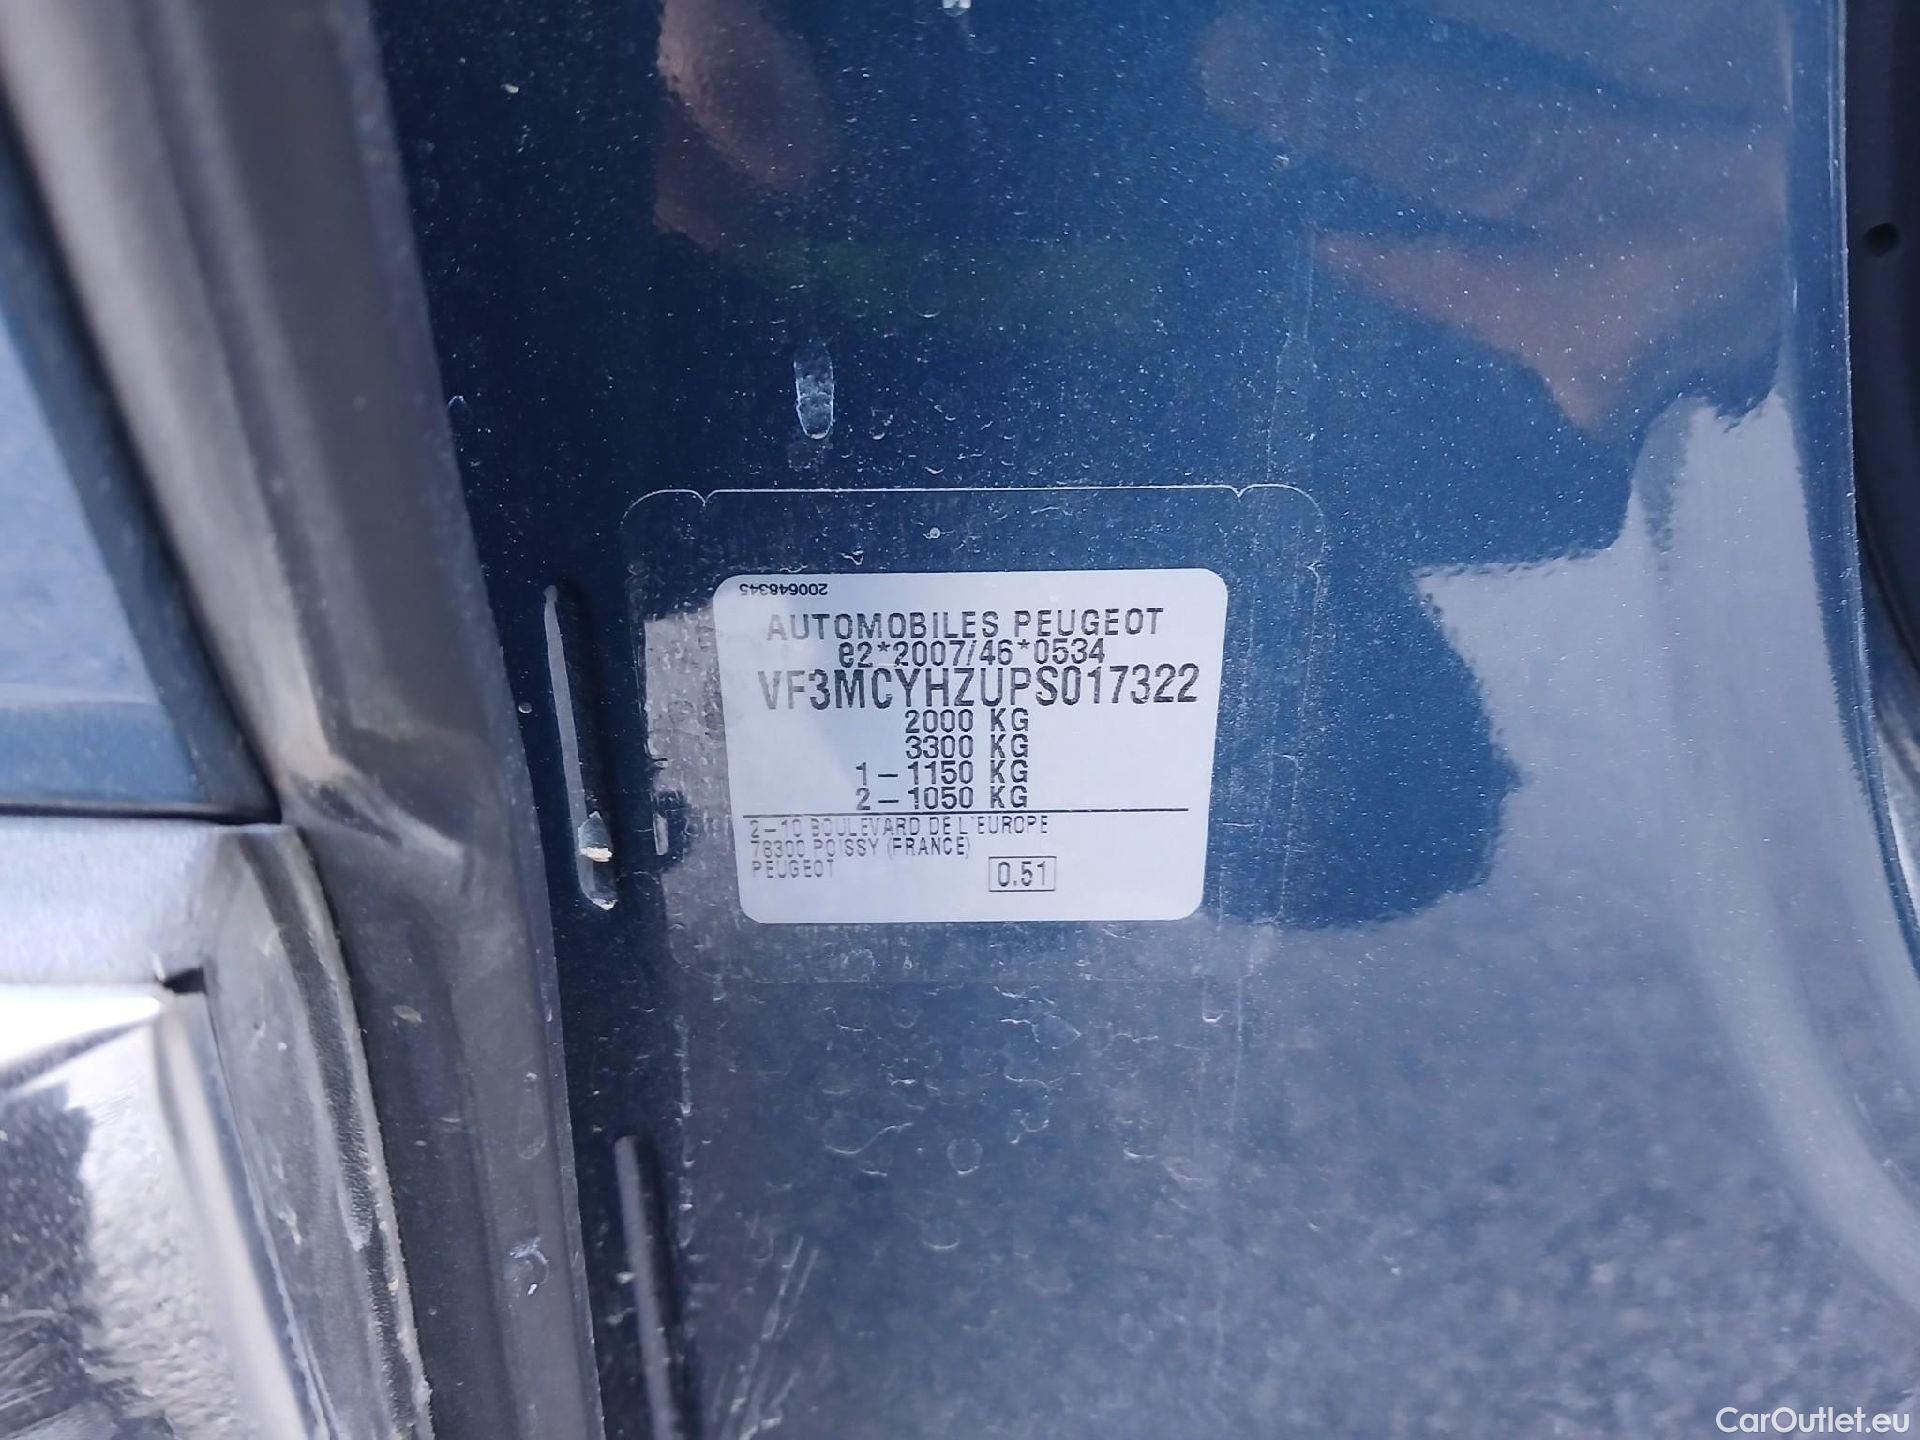 200648345
AUTOMOBILES PEUGEOT
e2*2007/46*0534
VF3MCYHZUPS017322
2000 KG
3300 KG
1-1150 KG
2-1050 KG
2-10 BOULEVARD DE L'EUROPE
78300 POISSY (FRANCE)
PEUGEOT
0.51
CarOutlet.eu